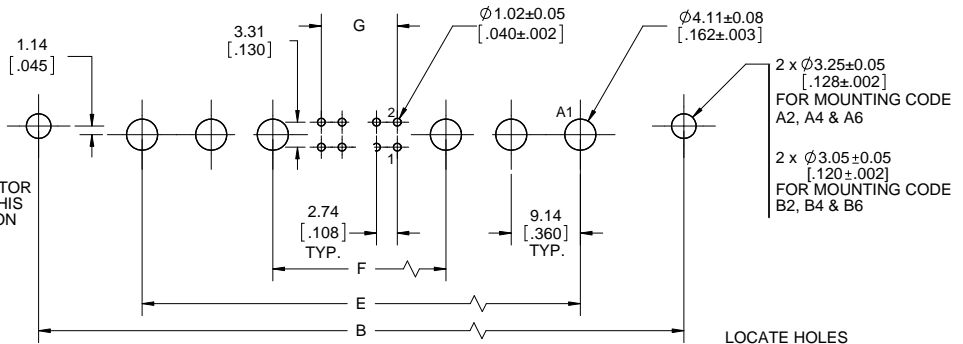 1.14
[.045]
3.31
[.130]
G
Ø1.02±0.05
[.040±.002]
Ø4.11±0.08
[.162±.003]
2 x Ø3.25±0.05
[.128±.002]
FOR MOUNTING CODE
A2, A4 & A6
2
A1
1
2 x Ø3.05±0.05
[.120±.002]
FOR MOUNTING CODE
B2, B4 & B6
TOR
HIS
ON
2.74
[.108]
TYP.
9.14
[.360]
TYP.
F
E
B
LOCATE HOLES